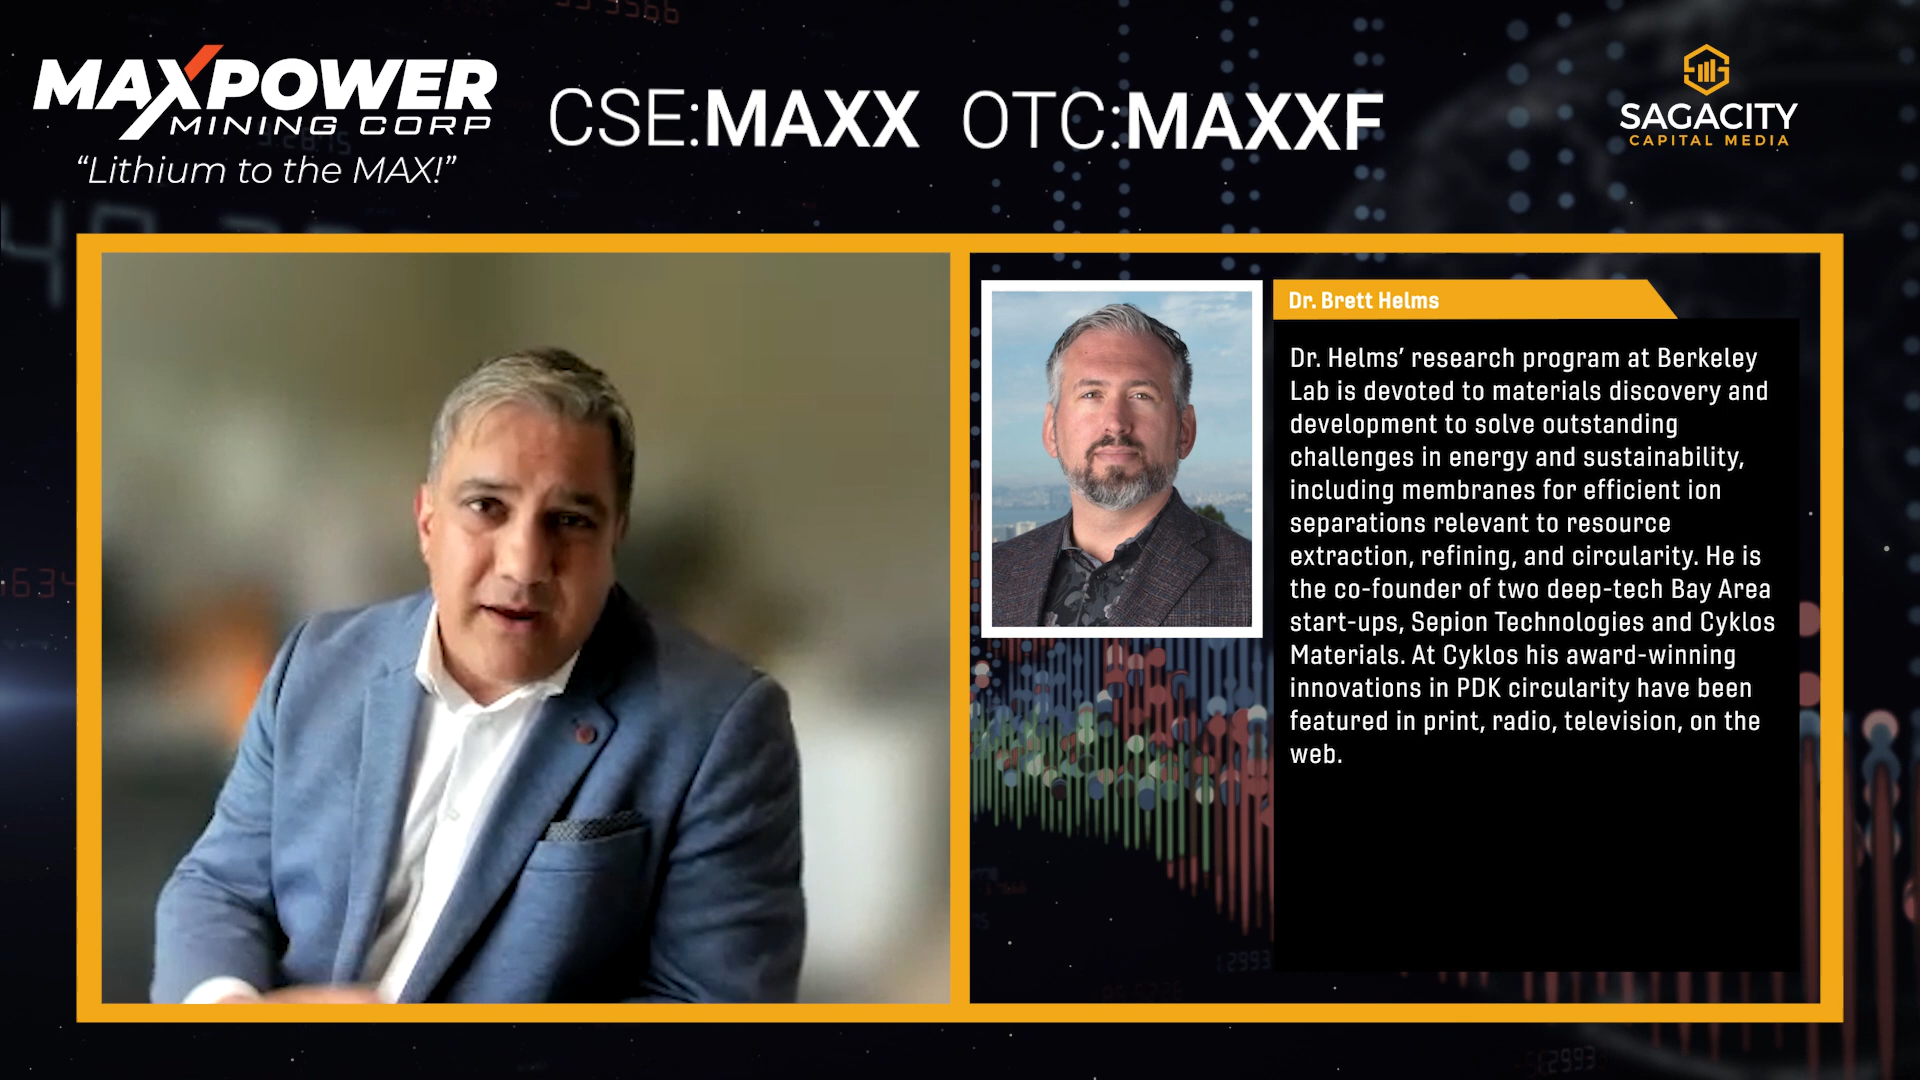 MAXPOWER
MINING CORP
"Lithium to the MAX!"
CSE:MAXX OTC:MAXXF
SAGACITY
CAPITAL MEDIA
Dr. Brett Helms
Dr. Helms' research program at Berkeley
Lab is devoted to materials discovery and
development to solve outstanding
challenges in energy and sustainability,
including membranes for efficient ion
separations relevant to resource
extraction, refining, and circularity. He is
the co-founder of two deep-tech Bay Area
start-ups, Sepion Technologies and Cyklos
Materials. At Cyklos his award-winning
innovations in PDK circularity have been
featured in print, radio, television, on the
web.